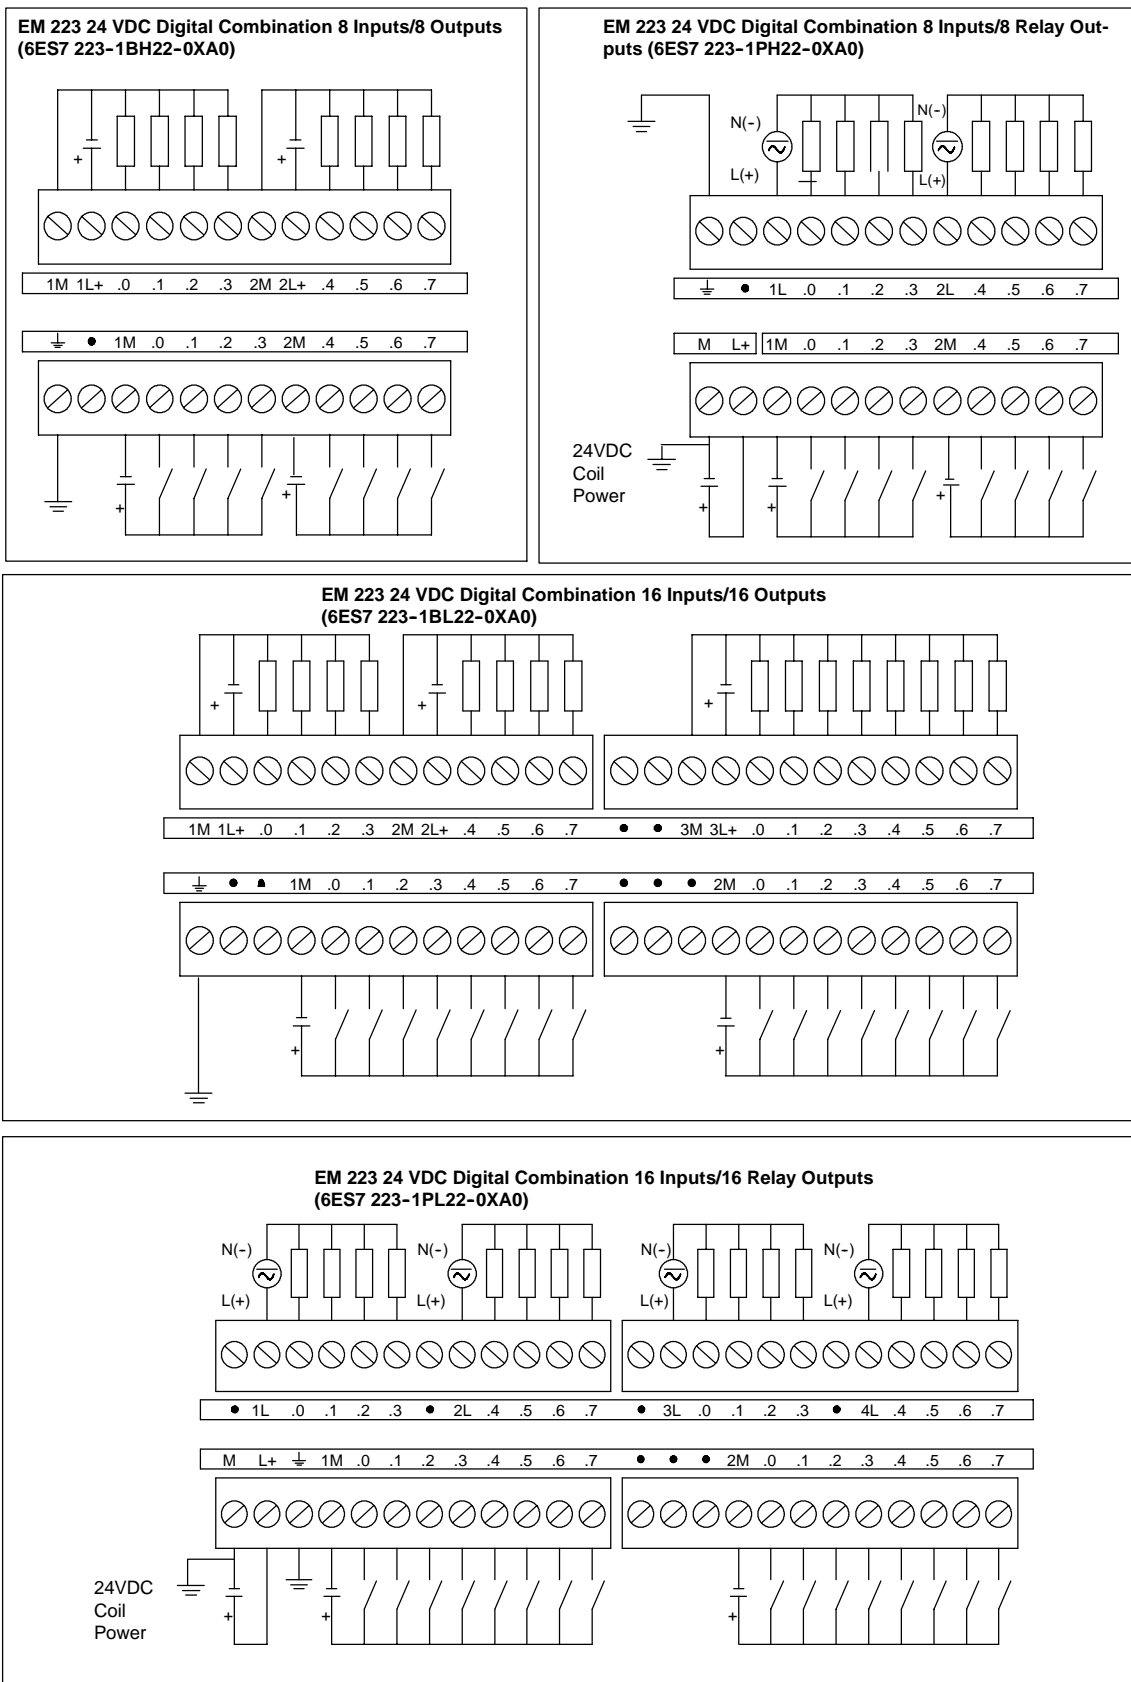 EM 223 24 VDC Digital Combination 8 Inputs/8 Outputs
(6ES7 223-1BH22-0XA0)
+ +
1M 1L+ .0 .1 .2 .3 2M 2L+ .4 .5 .6 .7
⏚ ● 1M .0 .1 .2 .3 2M .4 .5 .6 .7
+ +
EM 223 24 VDC Digital Combination 8 Inputs/8 Relay Out-
puts (6ES7 223-1PH22-0XA0)
N(-) N(-)
L(+) L(+)
⏚ ● 1L .0 .1 .2 .3 2L .4 .5 .6 .7
M L+ 1M .0 .1 .2 .3 2M .4 .5 .6 .7
24VDC
Coil
Power
+ + +
EM 223 24 VDC Digital Combination 16 Inputs/16 Outputs
(6ES7 223-1BL22-0XA0)
+ + +
1M 1L+ .0 .1 .2 .3 2M 2L+ .4 .5 .6 .7 ● ● 3M 3L+ .0 .1 .2 .3 .4 .5 .6 .7
⏚ ● ● 1M .0 .1 .2 .3 .4 .5 .6 .7 ● ● ● 2M .0 .1 .2 .3 .4 .5 .6 .7
+ +
EM 223 24 VDC Digital Combination 16 Inputs/16 Relay Outputs
(6ES7 223-1PL22-0XA0)
N(-) N(-) N(-) N(-)
L(+) L(+) L(+) L(+)
● 1L .0 .1 .2 .3 ● 2L .4 .5 .6 .7 ● 3L .0 .1 .2 .3 ● 4L .4 .5 .6 .7
M L+ ⏚ 1M .0 .1 .2 .3 .4 .5 .6 .7 ● ● ● 2M .0 .1 .2 .3 .4 .5 .6 .7
24VDC
Coil
Power
+ + +